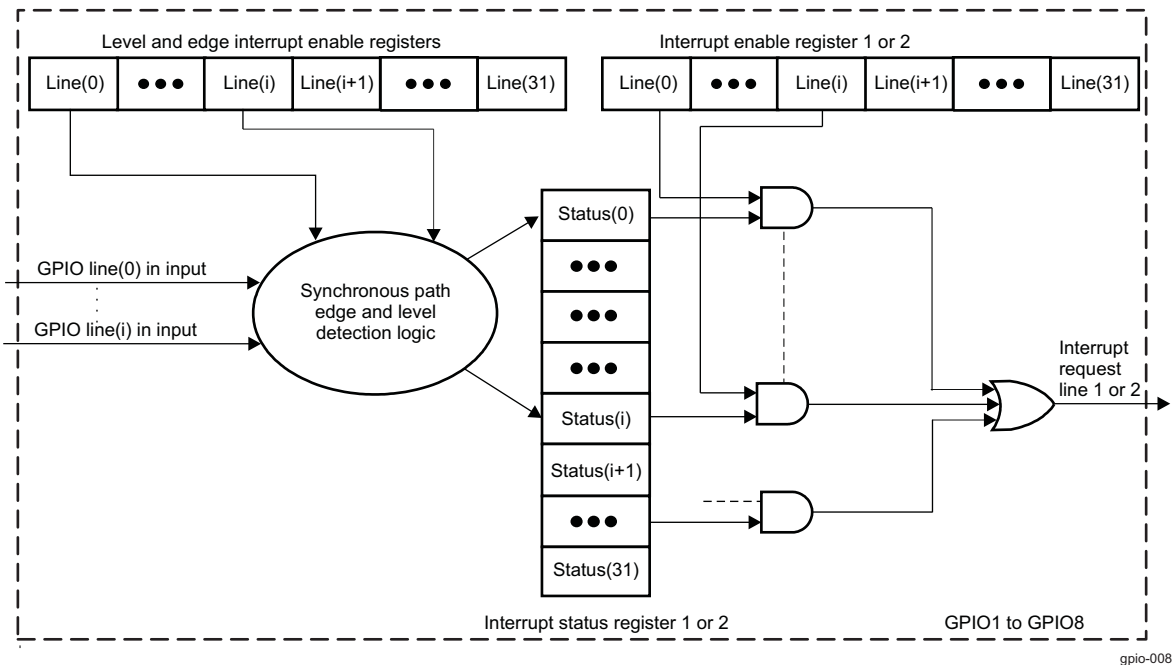 Level and edge interrupt enable registers
Interrupt enable register 1 or 2
Line(0) ●●● Line(i) Line(i+1) ●●● Line(31)
Line(0) ●●● Line(i) Line(i+1) ●●● Line(31)
GPIO line(0) in input
GPIO line(i) in input
Synchronous path
edge and level
detection logic
Status(0)
●●●
●●●
●●●
Status(i)
Status(i+1)
●●●
Status(31)
Interrupt
request
line 1 or 2
Interrupt status register 1 or 2
GPIO1 to GPIO8
gpio-008